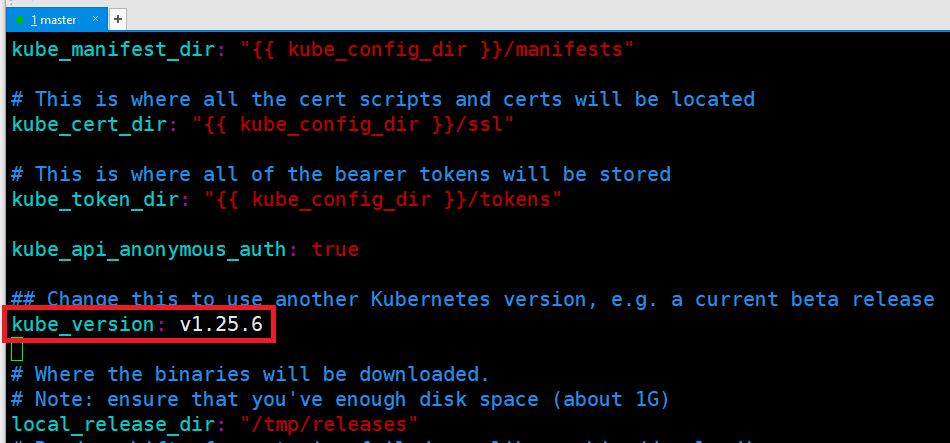 1 master × +
kube_manifest_dir: "{{ kube_config_dir }}/manifests"
# This is where all the cert scripts and certs will be located
kube_cert_dir: "{{ kube_config_dir }}/ssl"
# This is where all of the bearer tokens will be stored
kube_token_dir: "{{ kube_config_dir }}/tokens"
kube_api_anonymous_auth: true
## Change this to use another Kubernetes version, e.g. a current beta release
kube_version: v1.25.6
# Where the binaries will be downloaded.
# Note: ensure that you've enough disk space (about 1G)
local_release_dir: "/tmp/releases"